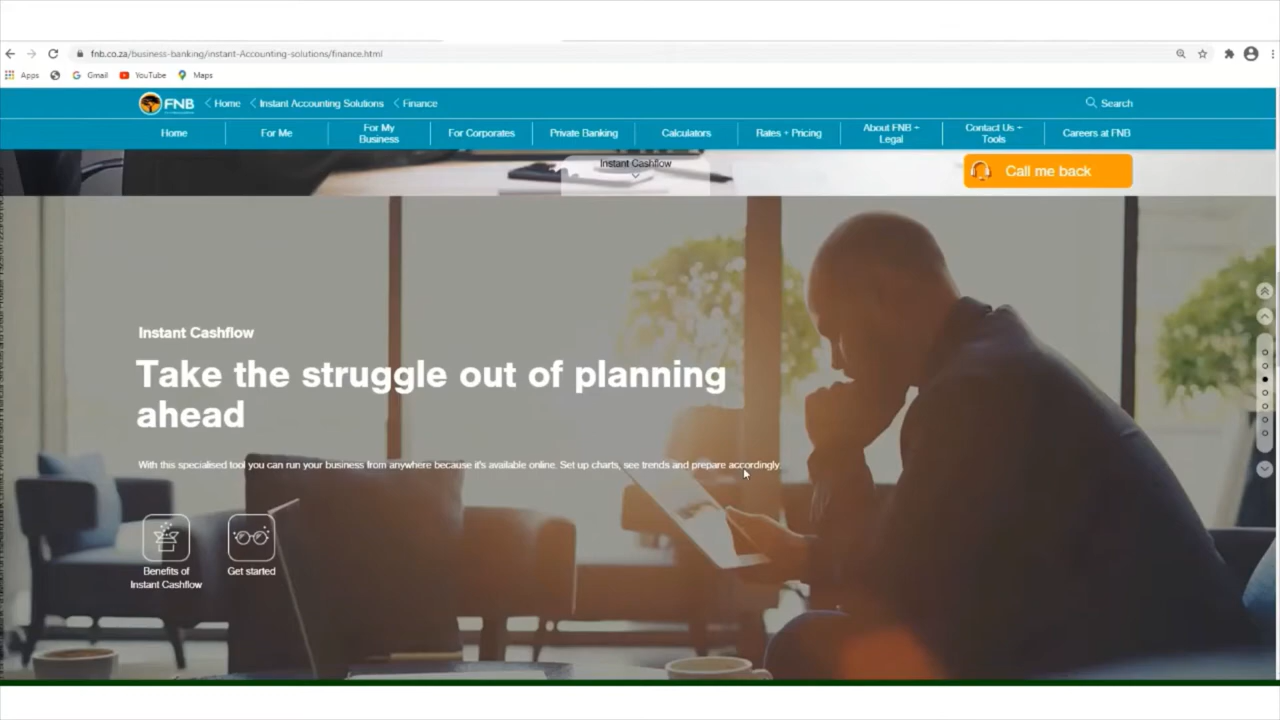 fnb.co.za/business-banking/instant-Accounting-solutions/finance.html
Apps
Gmail
YouTube
Maps
FNB
Home
Instant Accounting Solutions
Finance
Search
Home
For Me
For My
Business
For Corporates
Private Banking
Calculators
Rates + Pricing
About FNB +
Legal
Contact Us +
Tools
Careers at FNB
Instant Cashflow
Call me back
Instant Cashflow
Take the struggle out of planning
ahead
With this specialised tool you can run your business from anywhere because it's available online. Set up charts, see trends and prepare accordingly.
Benefits of
Instant Cashflow
Get started